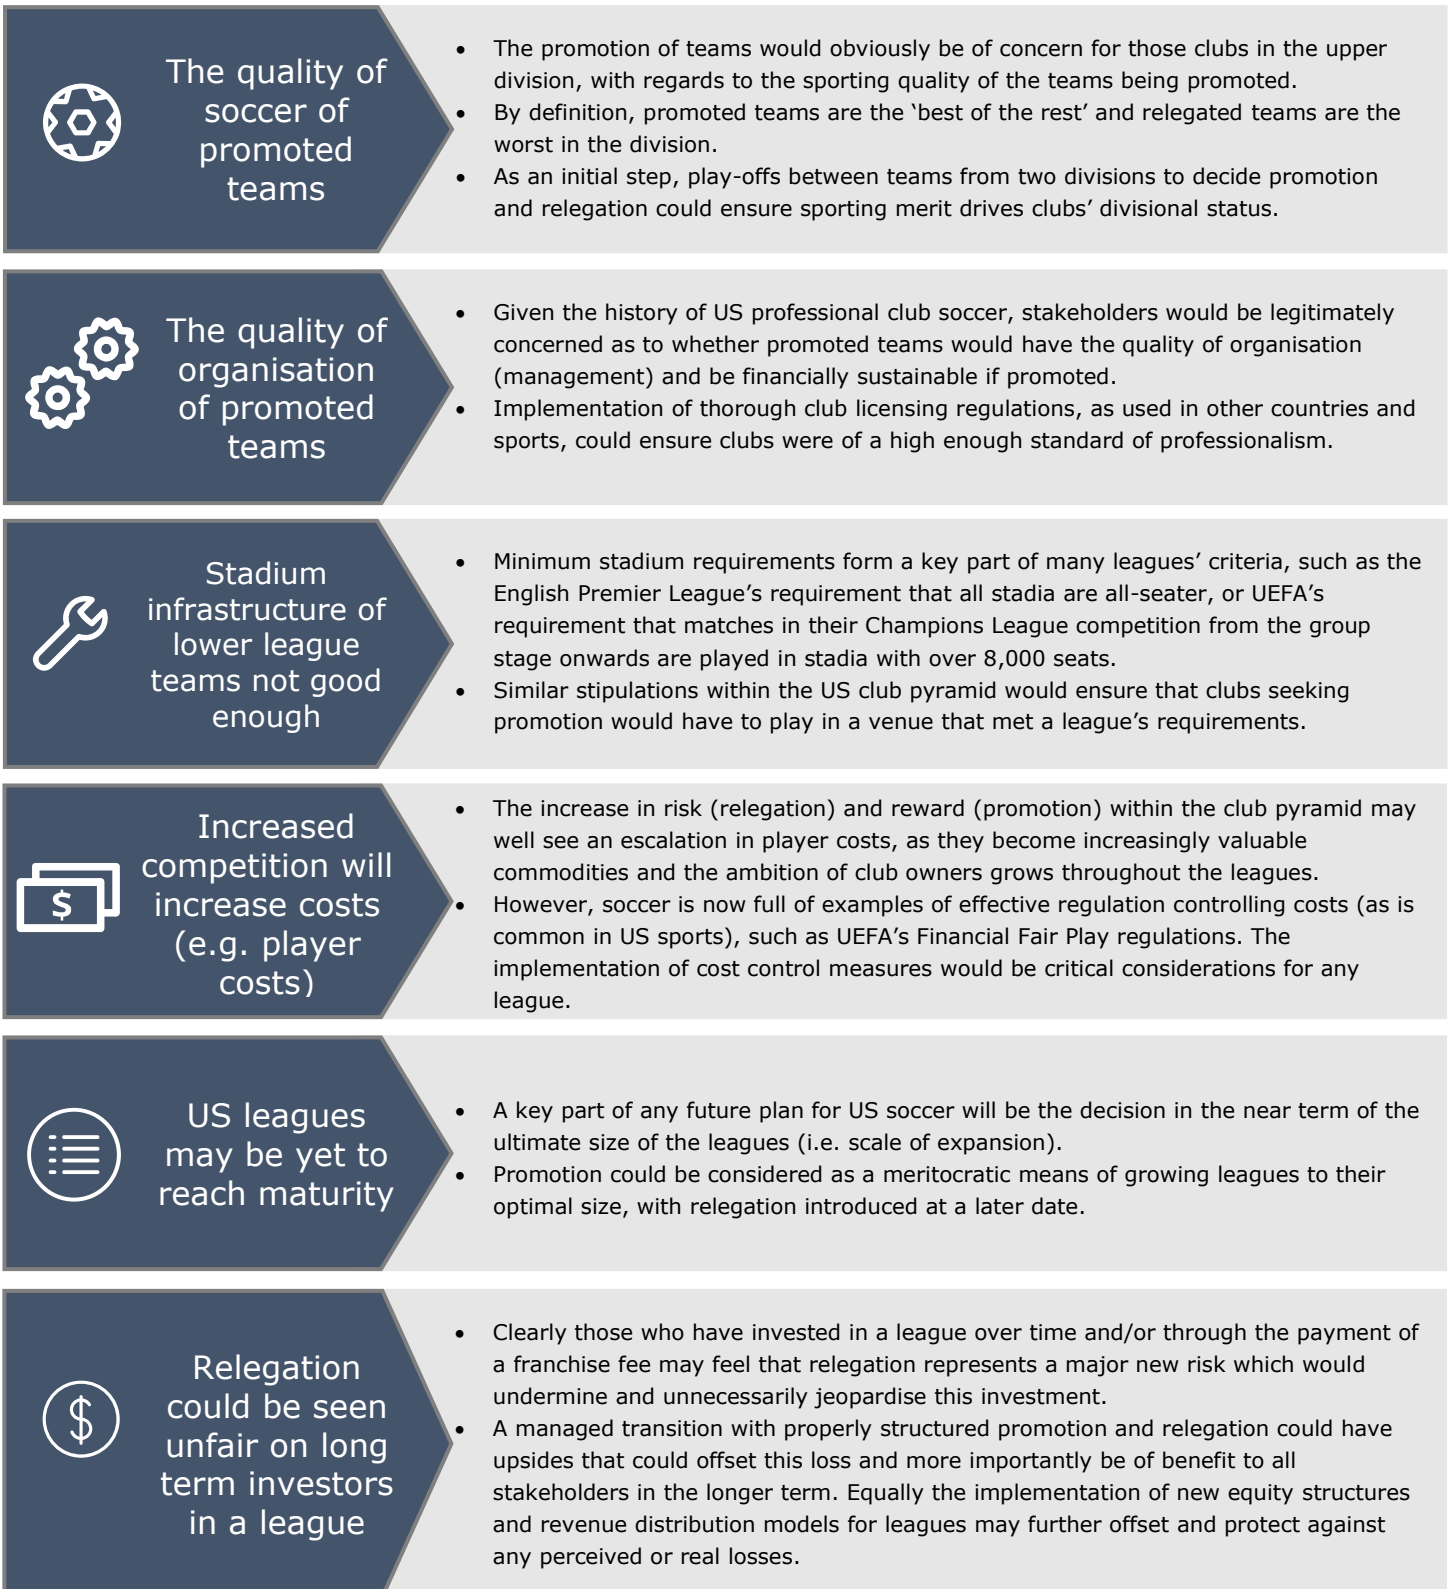 The quality of
soccer of
promoted
teams
• The promotion of teams would obviously be of concern for those clubs in the upper
division, with regards to the sporting quality of the teams being promoted.
• By definition, promoted teams are the ‘best of the rest’ and relegated teams are the
worst in the division.
• As an initial step, play-offs between teams from two divisions to decide promotion
and relegation could ensure sporting merit drives clubs’ divisional status.
The quality of
organisation
of promoted
teams
• Given the history of US professional club soccer, stakeholders would be legitimately
concerned as to whether promoted teams would have the quality of organisation
(management) and be financially sustainable if promoted.
• Implementation of thorough club licensing regulations, as used in other countries and
sports, could ensure clubs were of a high enough standard of professionalism.
Stadium
infrastructure of
lower league
teams not good
enough
• Minimum stadium requirements form a key part of many leagues’ criteria, such as the
English Premier League’s requirement that all stadia are all-seater, or UEFA’s
requirement that matches in their Champions League competition from the group
stage onwards are played in stadia with over 8,000 seats.
• Similar stipulations within the US club pyramid would ensure that clubs seeking
promotion would have to play in a venue that met a league’s requirements.
$
Increased
competition will
increase costs
(e.g. player
costs)
• The increase in risk (relegation) and reward (promotion) within the club pyramid may
well see an escalation in player costs, as they become increasingly valuable
commodities and the ambition of club owners grows throughout the leagues.
• However, soccer is now full of examples of effective regulation controlling costs (as is
common in US sports), such as UEFA’s Financial Fair Play regulations. The
implementation of cost control measures would be critical considerations for any
league.
US leagues
may be yet to
reach maturity
• A key part of any future plan for US soccer will be the decision in the near term of the
ultimate size of the leagues (i.e. scale of expansion).
• Promotion could be considered as a meritocratic means of growing leagues to their
optimal size, with relegation introduced at a later date.
$
Relegation
could be seen
unfair on long
term investors
in a league
• Clearly those who have invested in a league over time and/or through the payment of
a franchise fee may feel that relegation represents a major new risk which would
undermine and unnecessarily jeopardise this investment.
• A managed transition with properly structured promotion and relegation could have
upsides that could offset this loss and more importantly be of benefit to all
stakeholders in the longer term. Equally the implementation of new equity structures
and revenue distribution models for leagues may further offset and protect against
any perceived or real losses.